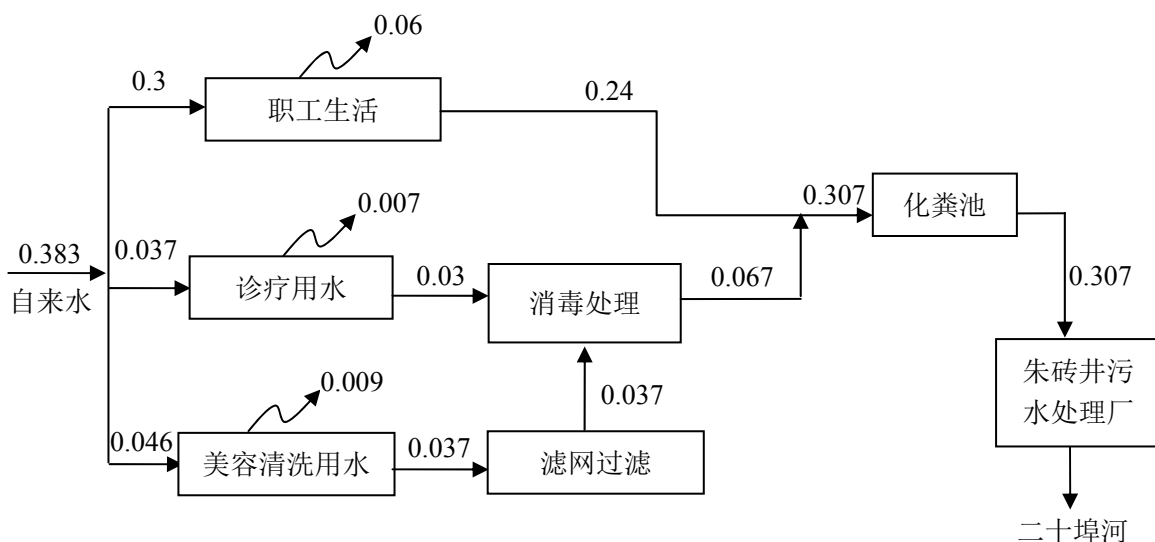 0.06
0.3
职工生活
0.24
0.007
0.307
化粪池
0.383
自来水
0.037
诊疗用水
0.03
消毒处理
0.067
0.307
0.009
0.037
朱砖井污
水处理厂
0.046
美容清洗用水
0.037
滤网过滤
二十埠河